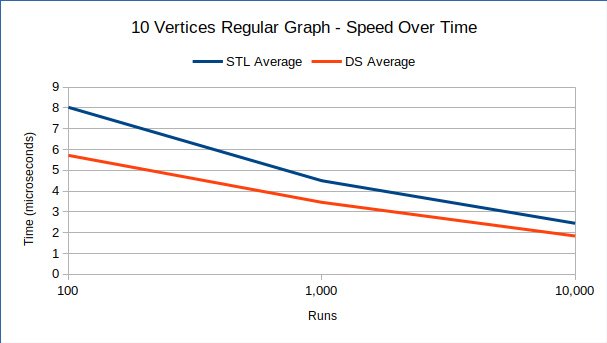 10 Vertices Regular Graph - Speed Over Time
STL Average DS Average
Time (microseconds)
9
8
7
6
5
4
3
2
1
0
100 1,000 10,000
Runs